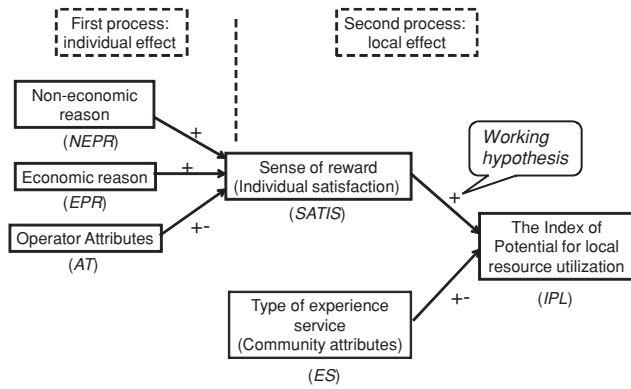 First process:
individual effect
Second process:
local effect
Non-economic
reason
(NEPR)
+
Economic reason
(EPR)
+
Operator Attributes
(AT)
+-
Sense of reward
(Individual satisfaction)
(SATIS)
Working
hypothesis
+
The Index of
Potential for local
resource utilization
(IPL)
Type of experience
service
(Community attributes)
(ES)
+-